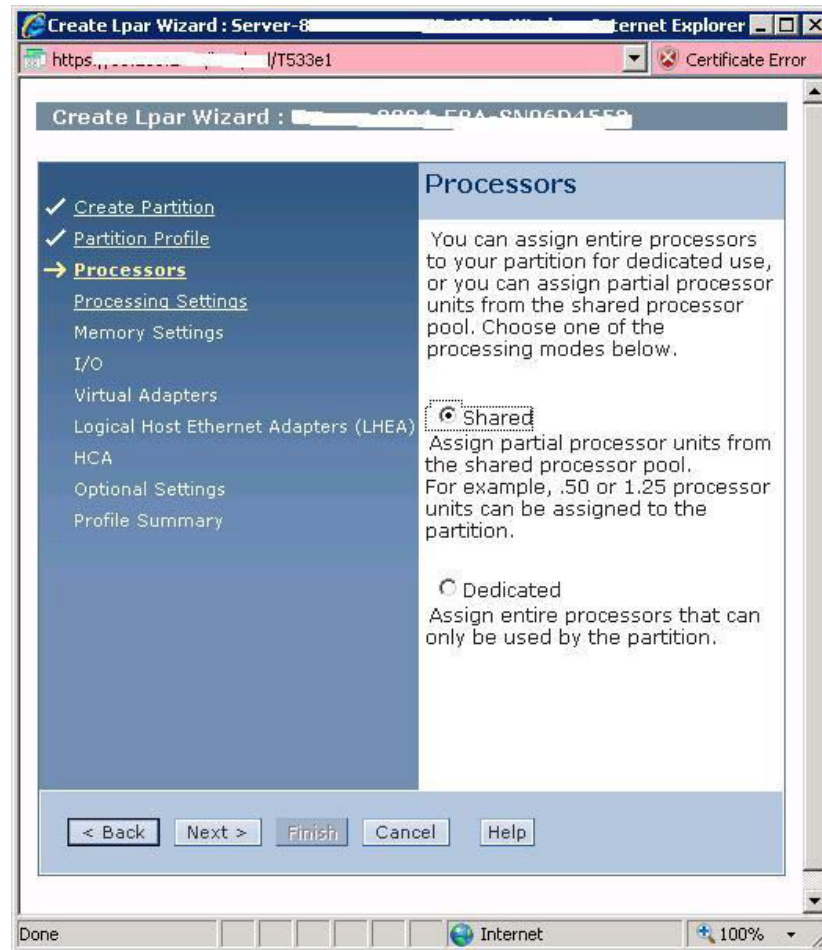 Create Lpar Wizard : Server-8 ternet Explorer
https: /T533e1 Certificate Error
Create Lpar Wizard :
Create Partition
Partition Profile
Processors
Processing Settings
Memory Settings
I/O
Virtual Adapters
Logical Host Ethernet Adapters (LHEA)
HCA
Optional Settings
Profile Summary
Processors
You can assign entire processors
to your partition for dedicated use,
or you can assign partial processor
units from the shared processor
pool. Choose one of the
processing modes below.
Shared
Assign partial processor units from
the shared processor pool.
For example, .50 or 1.25 processor
units can be assigned to the
partition.
Dedicated
Assign entire processors that can
only be used by the partition.
< Back Next > Finish Cancel Help
Done Internet 100%